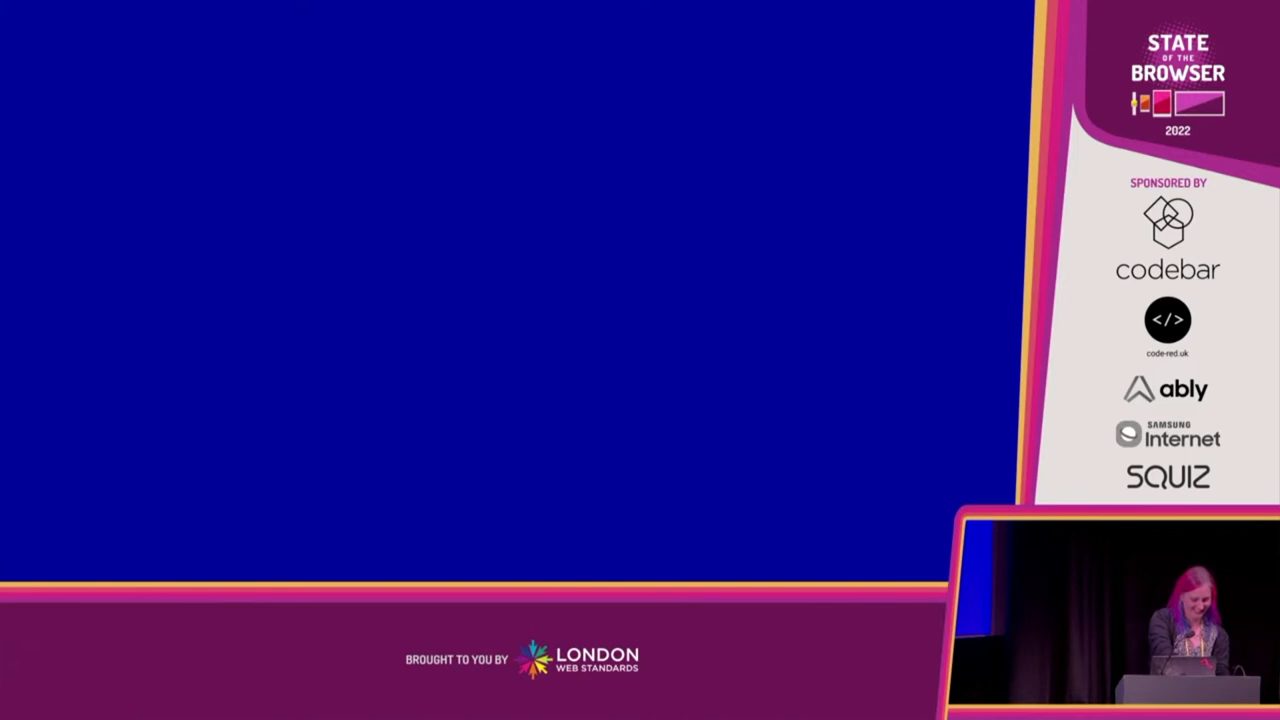 STATE
OF THE
BROWSER
2022
SPONSORED BY
codebar
</>
code-red.uk
ably
SAMSUNG
Internet
SQUIZ
BROUGHT TO YOU BY
LONDON
WEB STANDARDS